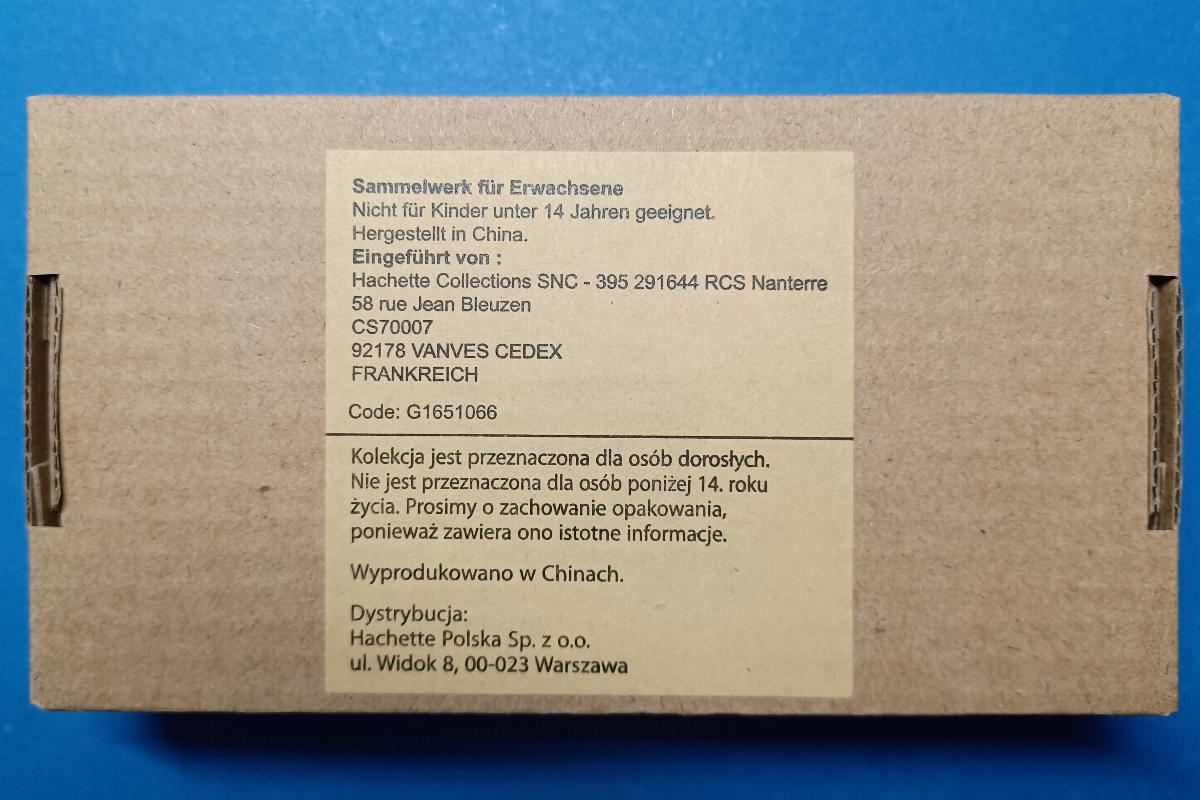 Sammelwerk für Erwachsene
Nicht für Kinder unter 14 Jahren geeignet.
Hergestellt in China.
Eingeführt von :
Hachette Collections SNC - 395 291644 RCS Nanterre
58 rue Jean Bleuzen
CS70007
92178 VANVES CEDEX
FRANKREICH
Code: G1651066
Kolekcja jest przeznaczona dla osób dorosłych.
Nie jest przeznaczona dla osób poniżej 14. roku
życia. Prosimy o zachowanie opakowania,
ponieważ zawiera ono istotne informacje.
Wyprodukowano w Chinach.
Dystrybucja:
Hachette Polska Sp. z o.o.
ul. Widok 8, 00-023 Warszawa